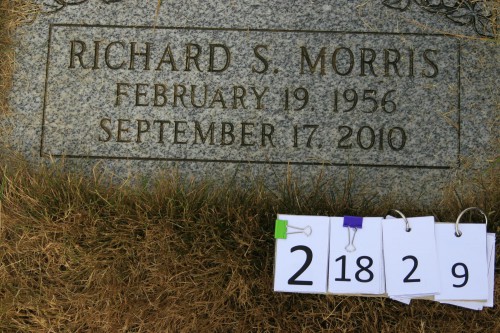 RICHARD S. MORRIS
FEBRUARY 19. 1956
SEPTEMBER 17. 2010
2 18 2 9